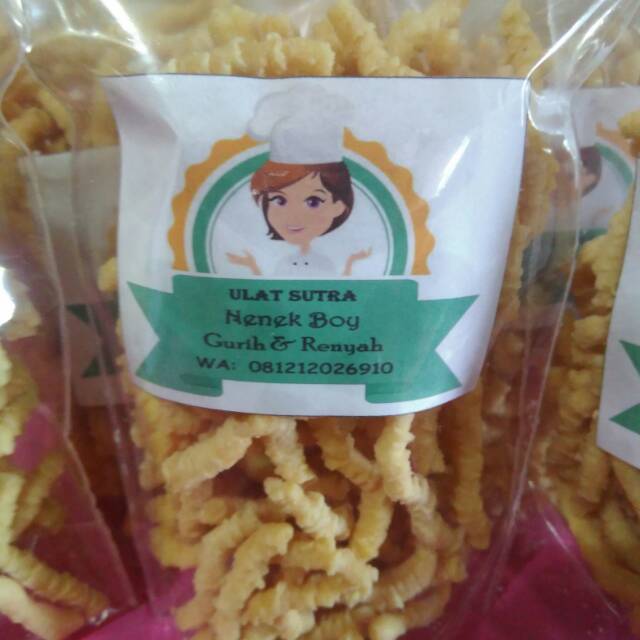 ULAT SUTRA
Nenek Boy
Gurih & Renyah
WA: 081212026910